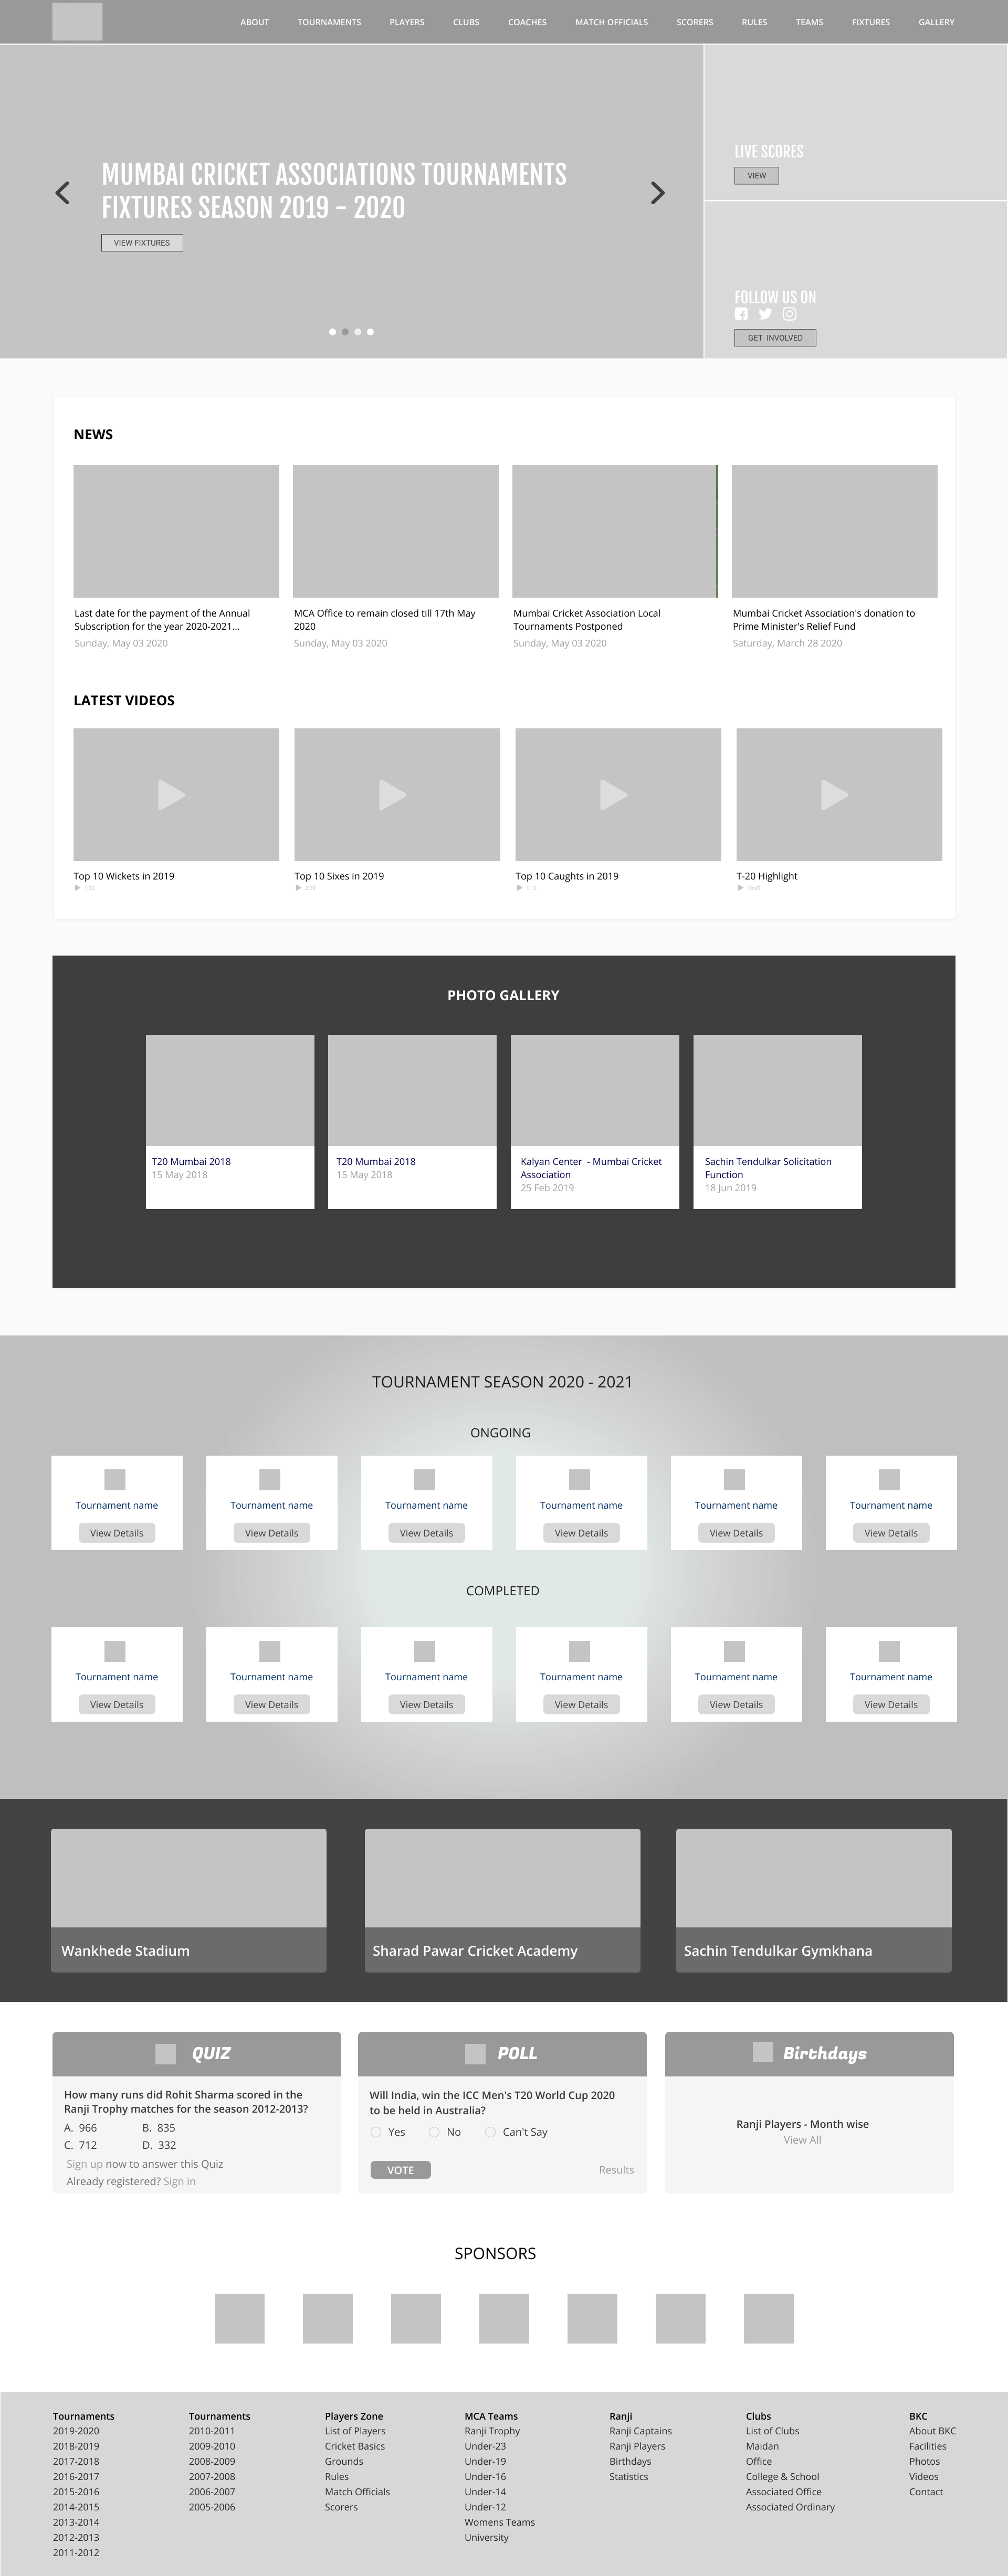 ABOUT TOURNAMENTS PLAYERS CLUBS COACHES MATCH OFFICIALS SCORERS RULES TEAMS FIXTURES GALLERY
MUMBAI CRICKET ASSOCIATIONS TOURNAMENTS
FIXTURES SEASON 2019 - 2020
VIEW FIXTURES
LIVE SCORES
VIEW
FOLLOW US ON
GET INVOLVED
NEWS
Last date for the payment of the Annual
Subscription for the year 2020-2021...
Sunday, May 03 2020
MCA Office to remain closed till 17th May
2020
Sunday, May 03 2020
Mumbai Cricket Association Local
Tournaments Postponed
Sunday, May 03 2020
Mumbai Cricket Association's donation to
Prime Minister's Relief Fund
Saturday, March 28 2020
LATEST VIDEOS
Top 10 Wickets in 2019
Top 10 Sixes in 2019
Top 10 Caughts in 2019
1:15
T-20 Highlight
PHOTO GALLERY
T20 Mumbai 2018
15 May 2018
T20 Mumbai 2018
15 May 2018
Kalyan Center - Mumbai Cricket
Association
25 Feb 2019
Sachin Tendulkar Solicitation
Function
18 Jun 2019
TOURNAMENT SEASON 2020 - 2021
ONGOING
Tournament name Tournament name Tournament name Tournament name Tournament name Tournament name
View Details View Details View Details View Details View Details View Details
COMPLETED
Tournament name Tournament name Tournament name Tournament name Tournament name Tournament name
View Details View Details View Details View Details View Details View Details
Wankhede Stadium
Sharad Pawar Cricket Academy
Sachin Tendulkar Gymkhana
QUIZ
How many runs did Rohit Sharma scored in the
Ranji Trophy matches for the season 2012-2013?
A. 966 B. 835
C. 712 D. 332
Sign up now to answer this Quiz
Already registered? Sign in
POLL
Will India, win the ICC Men's T20 World Cup 2020
to be held in Australia?
Yes No Can't Say
VOTE Results
Birthdays
Ranji Players - Month wise
View All
SPONSORS
Tournaments
2019-2020
2018-2019
2017-2018
2016-2017
2015-2016
2014-2015
2013-2014
2012-2013
2011-2012
Tournaments
2010-2011
2009-2010
2008-2009
2007-2008
2006-2007
2005-2006
Players Zone
List of Players
Cricket Basics
Grounds
Rules
Match Officials
Scorers
MCA Teams
Ranji Trophy
Under-23
Under-19
Under-16
Under-14
Under-12
Womens Teams
University
Ranji
Ranji Captains
Ranji Players
Birthdays
Statistics
Clubs
List of Clubs
Maidan
Office
College & School
Associated Office
Associated Ordinary
BKC
About BKC
Facilities
Photos
Videos
Contact